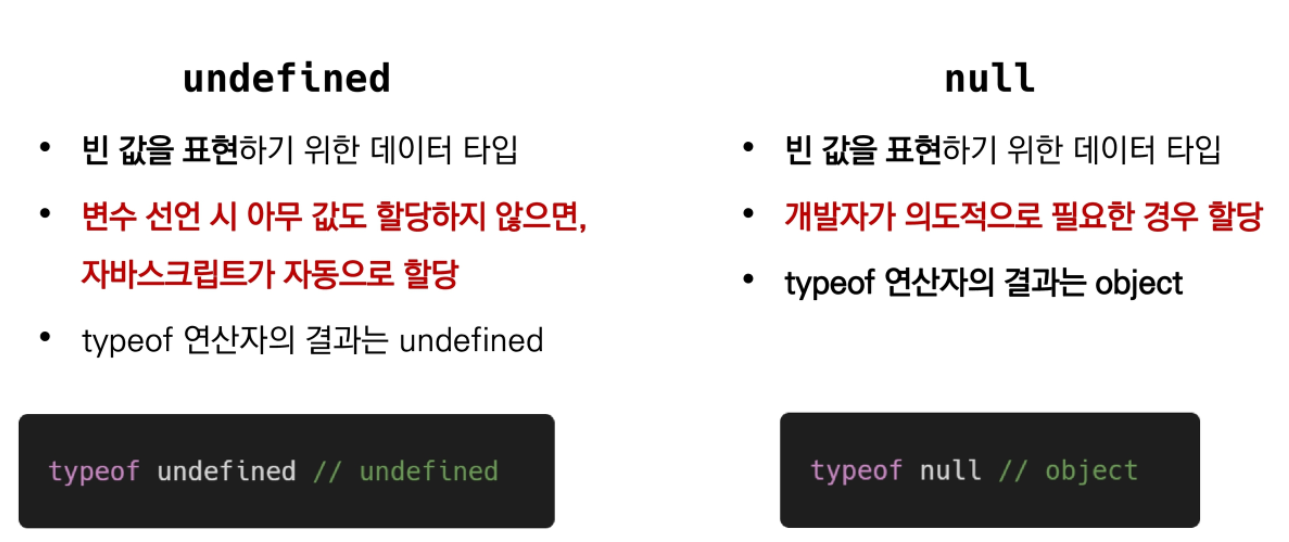 undefined
• 빈 값을 표현하기 위한 데이터 타입
• 변수 선언 시 아무 값도 할당하지 않으면,
자바스크립트가 자동으로 할당
• typeof 연산자의 결과는 undefined
typeof undefined // undefined
null
• 빈 값을 표현하기 위한 데이터 타입
• 개발자가 의도적으로 필요한 경우 할당
• typeof 연산자의 결과는 object
typeof null // object